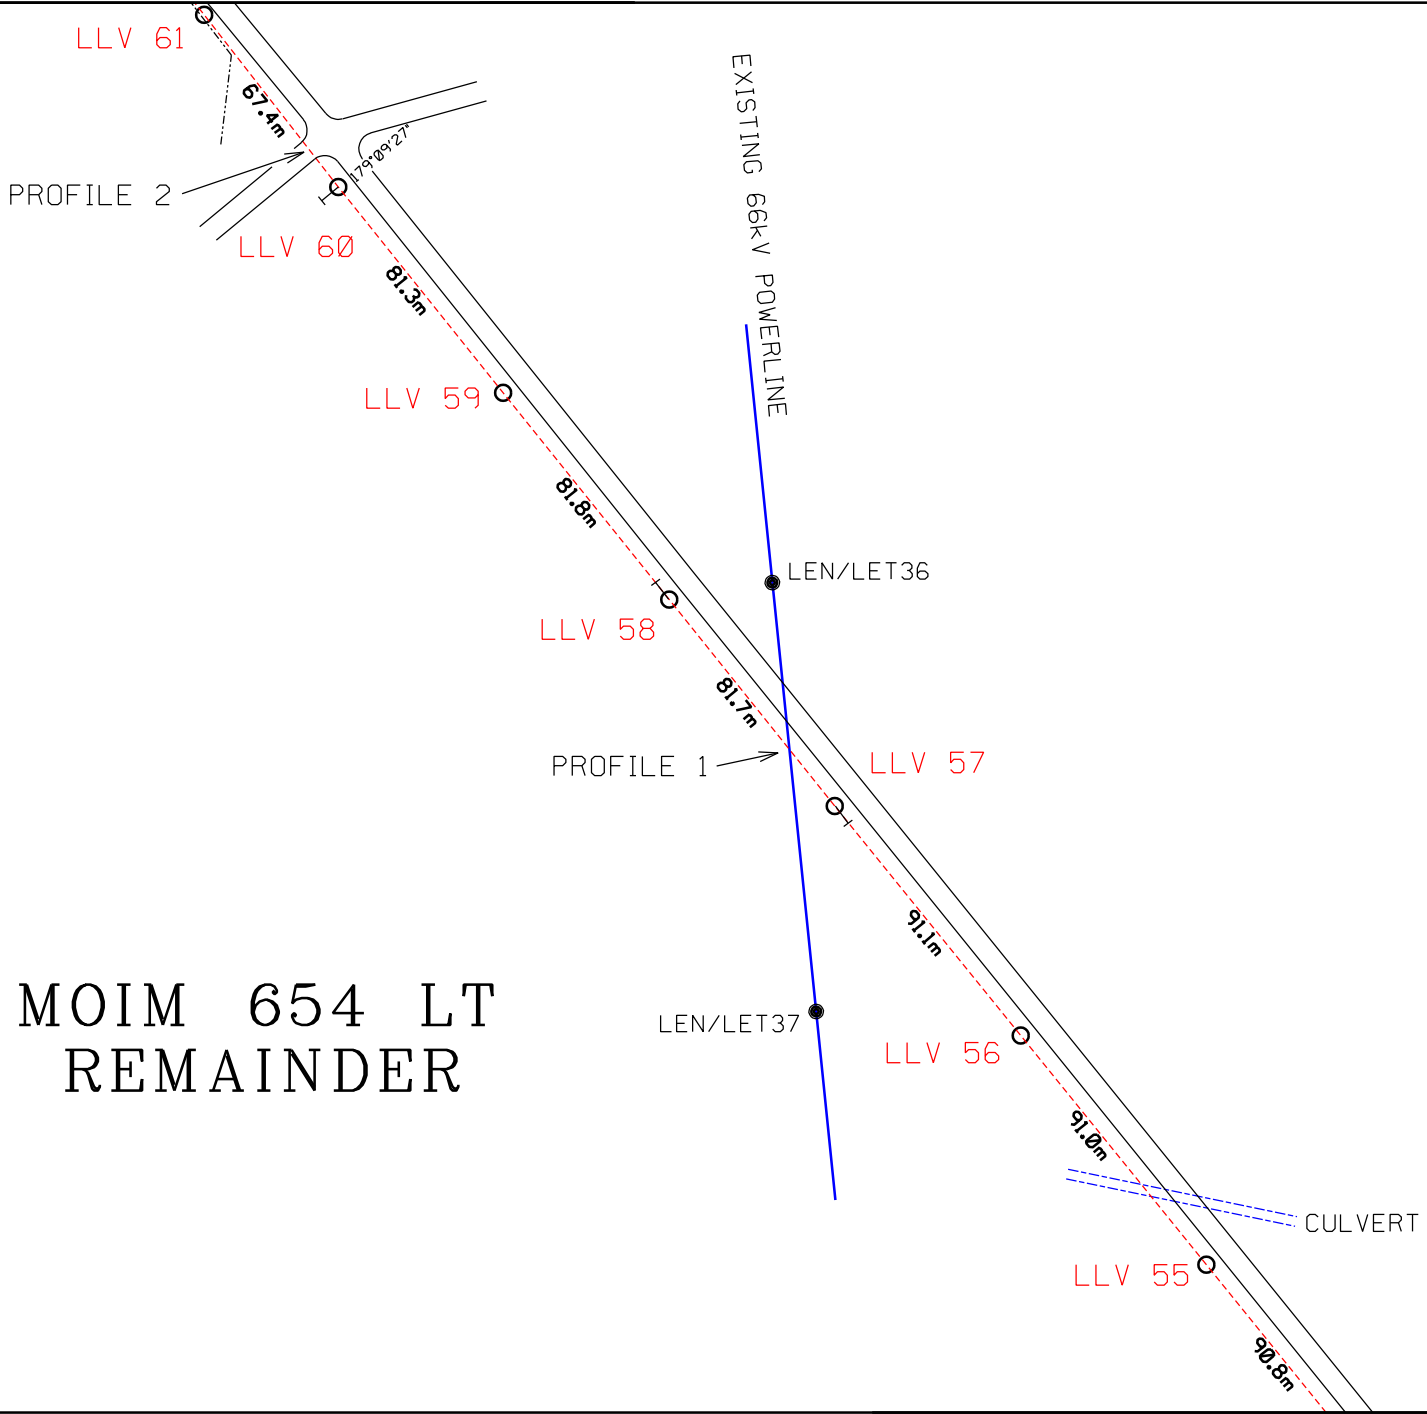 LLV 61
67.4m
179°09'27"
PROFILE 2
LLV 60
81.3m
EXISTING 66kV POWERLINE
LLV 59
81.8m
LEN/LET36
LLV 58
81.7m
PROFILE 1
LLV 57
91.1m
MOIM 654 LT
REMAINDER
LEN/LET37
LLV 56
91.0m
CULVERT
LLV 55
90.8m